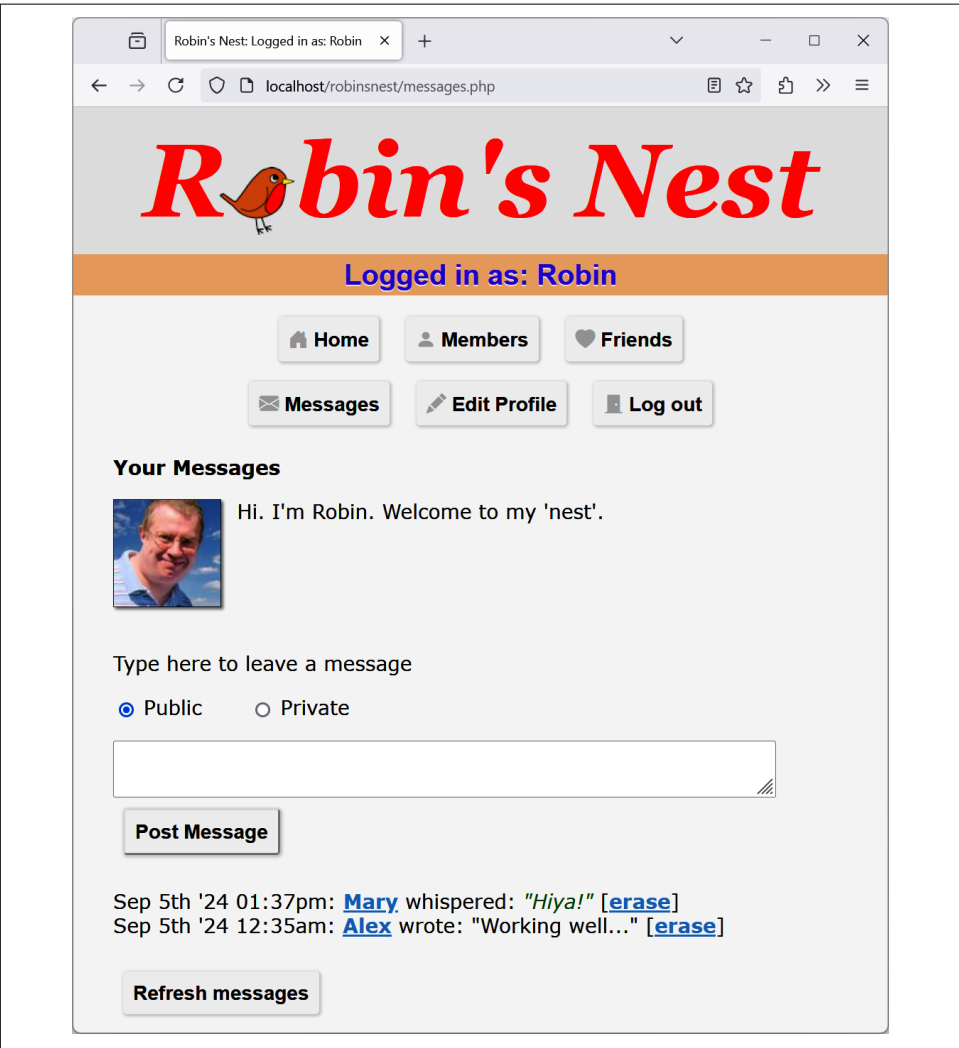 Robin's Nest: Logged in as: Robin
localhost/robinsnest/messages.php
Robin's Nest
Logged in as: Robin
Home Members Friends
Messages Edit Profile Log out
Your Messages
Hi. I'm Robin. Welcome to my 'nest'.
Type here to leave a message
Public Private
Post Message
Sep 5th '24 01:37pm: Mary whispered: "Hiya!" [erase]
Sep 5th '24 12:35am: Alex wrote: "Working well..." [erase]
Refresh messages